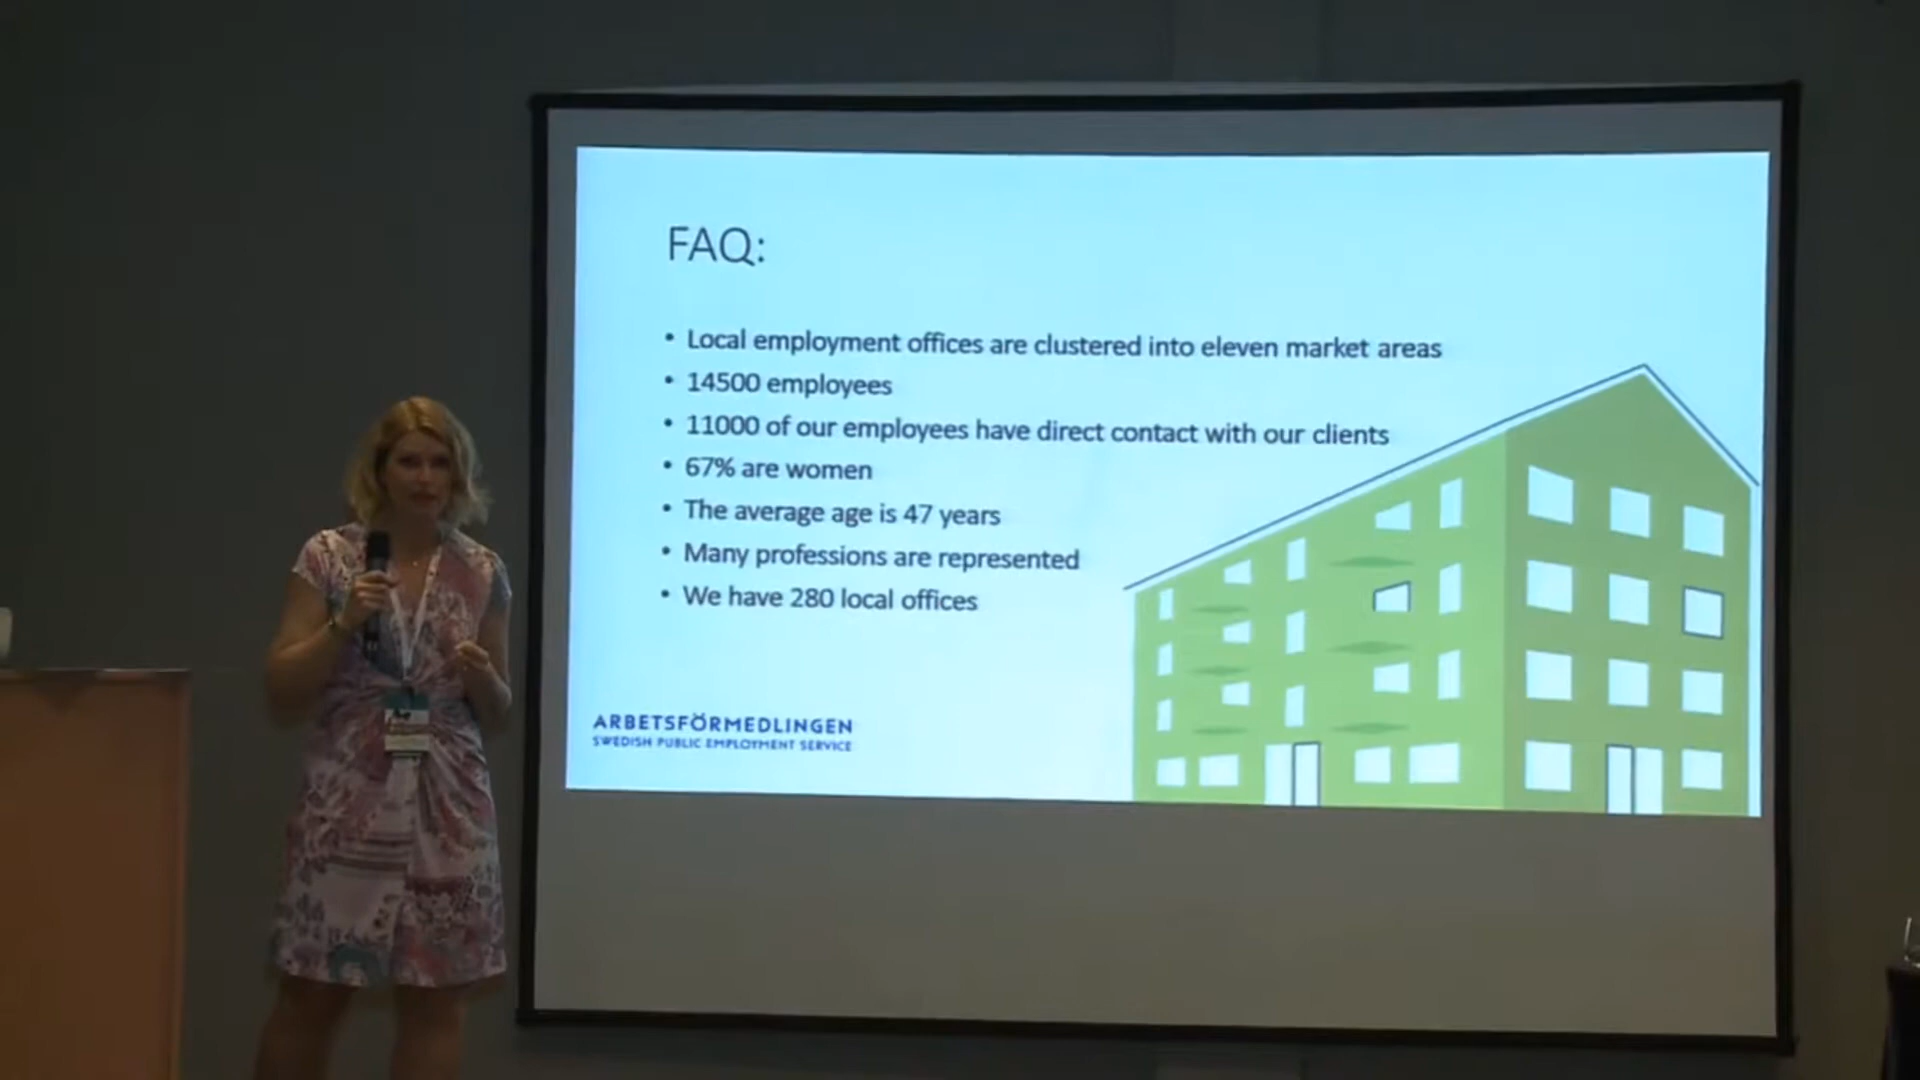 FAQ:
• Local employment offices are clustered into eleven market areas
• 14500 employees
• 11000 of our employees have direct contact with our clients
• 67% are women
• The average age is 47 years
• Many professions are represented
• We have 280 local offices
ARBETSFÖRMEDLINGEN
SWEDISH PUBLIC EMPLOYMENT SERVICE